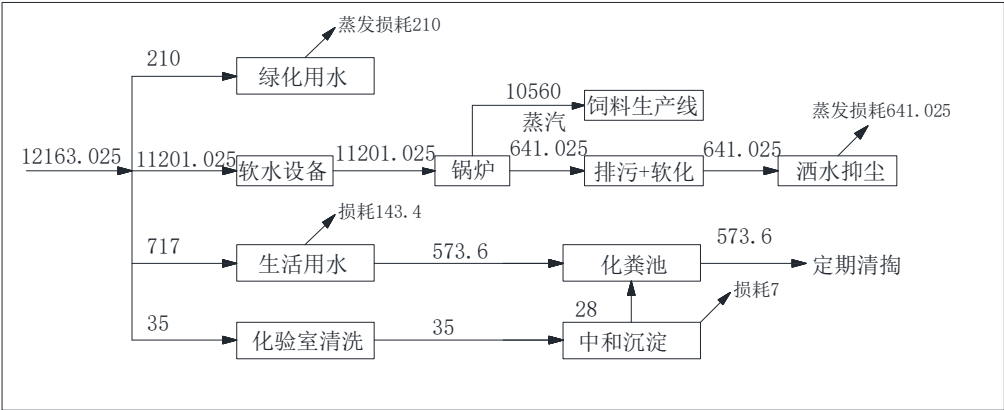 蒸发损耗210
210
绿化用水
10560
饲料生产线
蒸汽
蒸发损耗641.025
12163.025
11201.025
软水设备
11201.025
锅炉
641.025
排污+软化
641.025
洒水抑尘
损耗143.4
717
生活用水
573.6
化粪池
573.6
定期清掏
损耗7
28
35
化验室清洗
35
中和沉淀